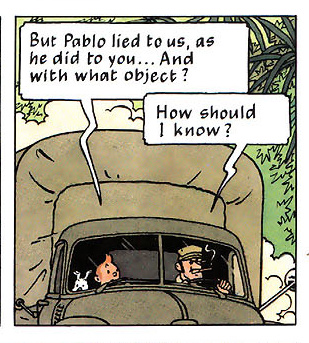 But Pablo lied to us, as
he did to you... And
with what object?
How should
I know?